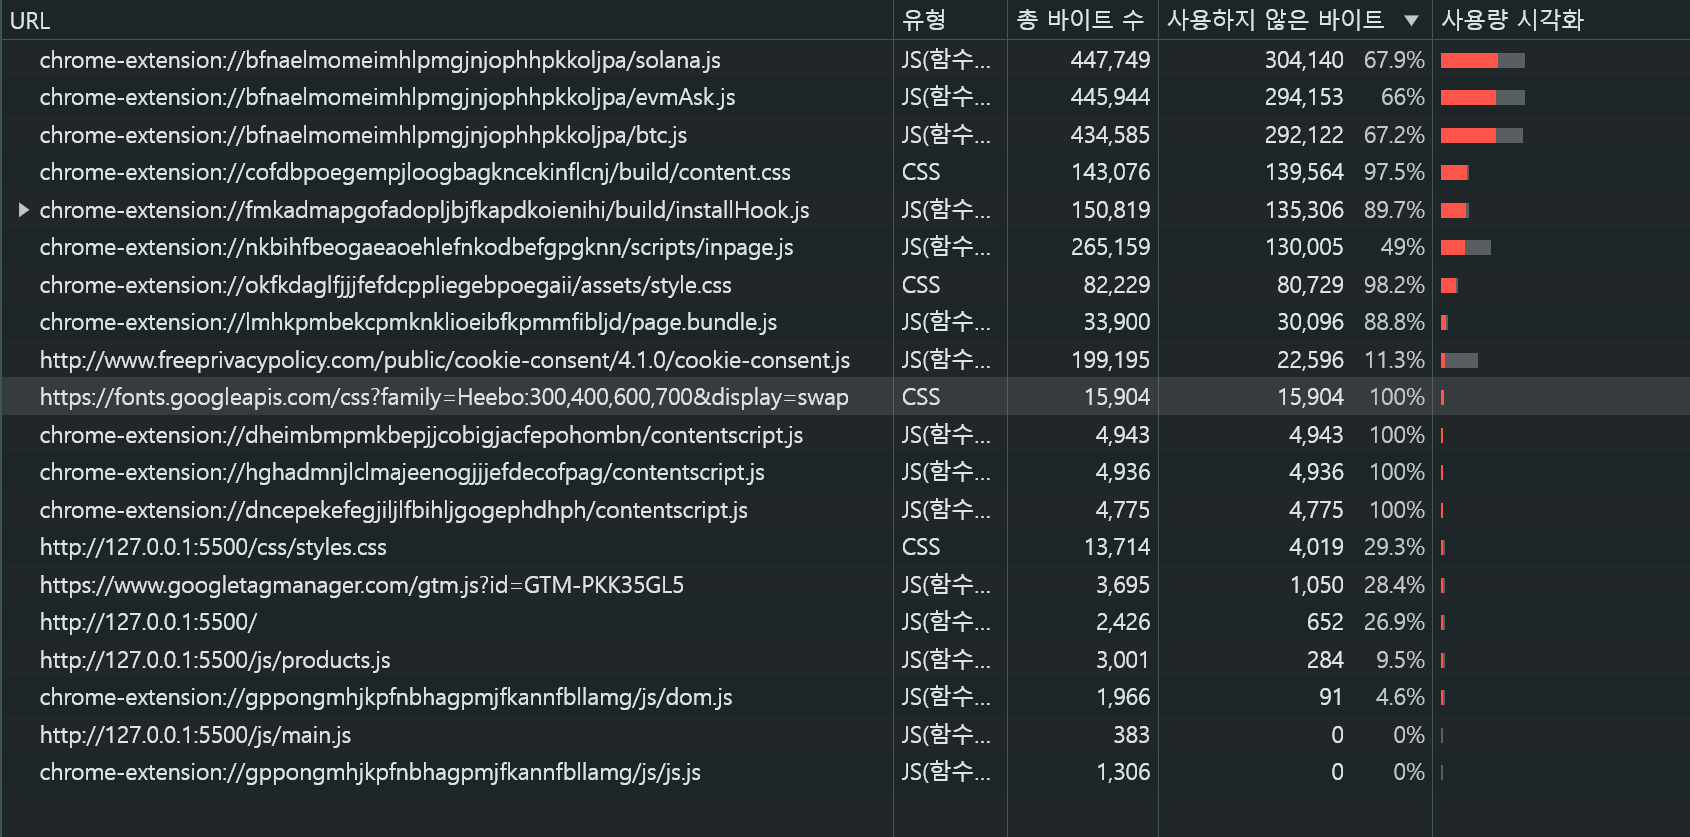 URL 유형 총 바이트 수 사용하지 않은 바이트 ▼ 사용량 시각화
chrome-extension://bfnaelmomeimhlpmgjnjophhpkkoljpa/solana.js JS(함수... 447,749 304,140 67.9%
chrome-extension://bfnaelmomeimhlpmgjnjophhpkkoljpa/evmAsk.js JS(함수... 445,944 294,153 66%
chrome-extension://bfnaelmomeimhlpmgjnjophhpkkoljpa/btc.js JS(함수... 434,585 292,122 67.2%
chrome-extension://cofdbpoegempjloogbagkncekinflcnj/build/content.css CSS 143,076 139,564 97.5%
chrome-extension://fmkadmapgofadopljbjfkapdkoienihi/build/installHook.js JS(함수... 150,819 135,306 89.7%
chrome-extension://nkbihfbeogaeaoehlefnkodbefgpgknn/scripts/inpage.js JS(함수... 265,159 130,005 49%
chrome-extension://okfkdaglfjjjfefdcppliegebpoegaii/assets/style.css CSS 82,229 80,729 98.2%
chrome-extension://lmhkpmbekcpmknklioeibfkpmmfibljd/page.bundle.js JS(함수... 33,900 30,096 88.8%
http://www.freeprivacypolicy.com/public/cookie-consent/4.1.0/cookie-consent.js JS(함수... 199,195 22,596 11.3%
https://fonts.googleapis.com/css?family=Heebo:300,400,600,700&display=swap CSS 15,904 15,904 100%
chrome-extension://dheimbmpmkbepjjcobigjacfepohombn/contentscript.js JS(함수... 4,943 4,943 100%
chrome-extension://hghadmnjlclmajeenogjjjefdecofpag/contentscript.js JS(함수... 4,936 4,936 100%
chrome-extension://dncepekefegjiljlfbihljgogephdhph/contentscript.js JS(함수... 4,775 4,775 100%
http://127.0.0.1:5500/css/styles.css CSS 13,714 4,019 29.3%
https://www.googletagmanager.com/gtm.js?id=GTM-PKK35GL5 JS(함수... 3,695 1,050 28.4%
http://127.0.0.1:5500/ JS(함수... 2,426 652 26.9%
http://127.0.0.1:5500/js/products.js JS(함수... 3,001 284 9.5%
chrome-extension://gppongmhjkpfnbhagpmjfkannfbllamg/js/dom.js JS(함수... 1,966 91 4.6%
http://127.0.0.1:5500/js/main.js JS(함수... 383 0 0%
chrome-extension://gppongmhjkpfnbhagpmjfkannfbllamg/js/js.js JS(함수... 1,306 0 0%